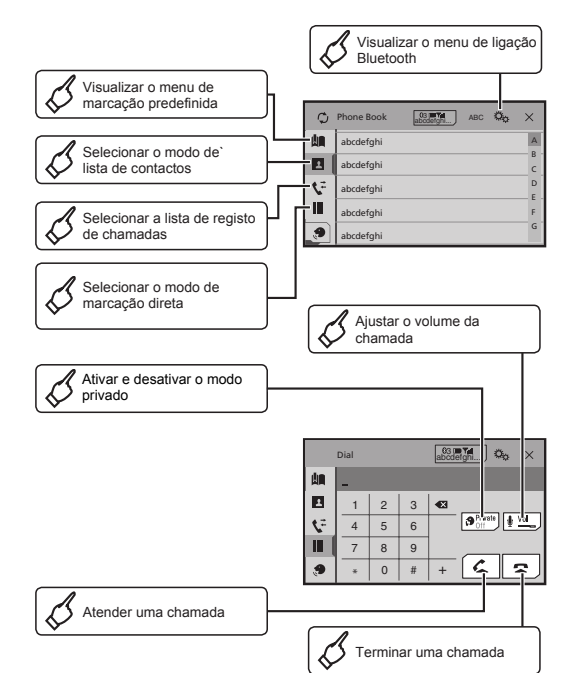 Visualizar o menu de ligação
Bluetooth
Visualizar o menu de
marcação predefinida
Selecionar o modo de`
lista de contactos
Selecionar a lista de registo
de chamadas
Selecionar o modo de
marcação direta
Phone Book
03
abcdefghi...
ABC
abcdefghi
abcdefghi
abcdefghi
abcdefghi
abcdefghi
A
B
C
D
E
F
G
Ajustar o volume da
chamada
Ativar e desativar o modo
privado
Dial
03
abcdefghi...
_
1 2 3
4 5 6
7 8 9
* 0 # +
Private
Off
Vol
Atender uma chamada
Terminar uma chamada